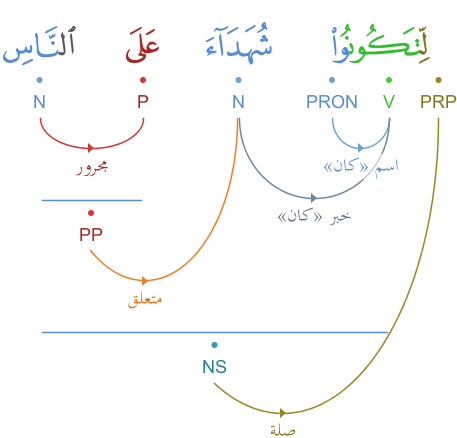 لِّتَكُونُوا۟ شُهَدَآءَ عَلَى ٱلنَّاسِ
PRP V PRON N P N
اسم «كان» مجرور
خبر «كان»
PP
متعلق
NS
صلة